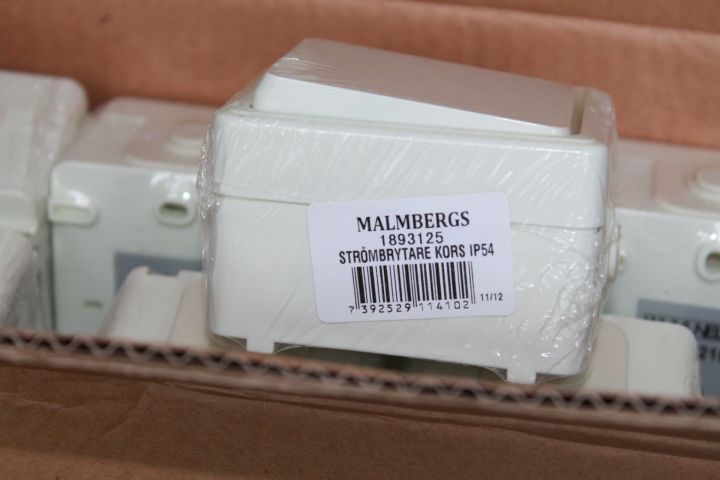 MALMBERGS
1893125
STRÖMBRYTARE KORS IP54
7 392529 114102 11/12